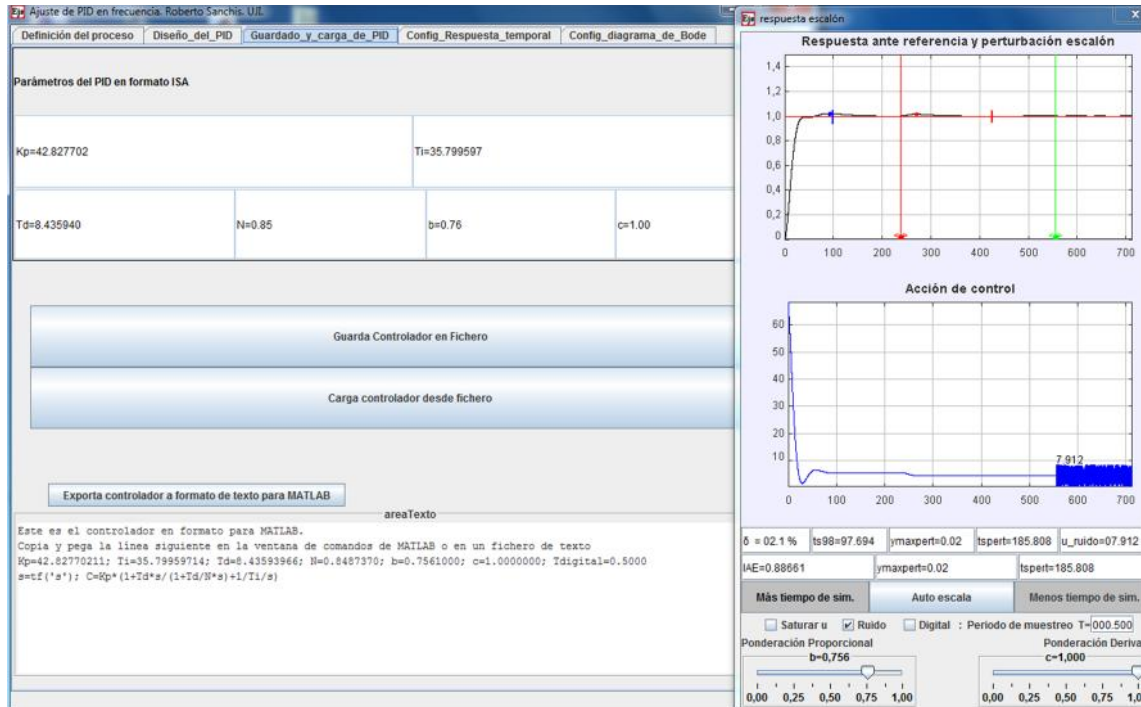 Ajuste de PID en frecuencia. Roberto Sanchis. UJI.
Definición del proceso Diseño_del_PID Guardado_y_carga_de_PID Config_Respuesta_temporal Config_diagrama_de_Bode
Parámetros del PID en formato ISA
Kp=42.827702 Ti=35.799597
Td=8.435940 N=0.85 b=0.76 c=1.00
Guarda Controlador en Fichero
Carga controlador desde fichero
Exporta controlador a formato de texto para MATLAB
areaTexto
Este es el controlador en formato para MATLAB.
Copia y pega la línea siguiente en la ventana de comandos de MATLAB o en un fichero de texto
Kp=42.82770211; Ti=35.79959714; Td=8.43593966; N=0.8487370; b=0.7561000; c=1.0000000; Tdigital=0.5000
s=tf('s'); C=Kp*(1+Td*s/(1+Td/N*s)+1/Ti/s)
respuesta escalón
Respuesta ante referencia y perturbación escalón
1,4
1,2
1,0
0,8
0,6
0,4
0,2
0
0 100 200 300 400 500 600 700
Acción de control
60
50
40
30
20
10
7.912
0 100 200 300 400 500 600 700
δ = 02.1 % ts98=97.694 ymaxpert=0.02 tspert=185.808 u_ruido=07.912
IAE=0.88661 ymaxpert=0.02 tspert=185.808
Más tiempo de sim. Auto escala Menos tiempo de sim.
Saturar u Ruido Digital : Periodo de muestreo T= 000.500
Ponderación Proporcional Ponderación Deriva
b=0,756 c=1,000
0,00 0,25 0,50 0,75 1,00 0,00 0,25 0,50 0,75 1,0